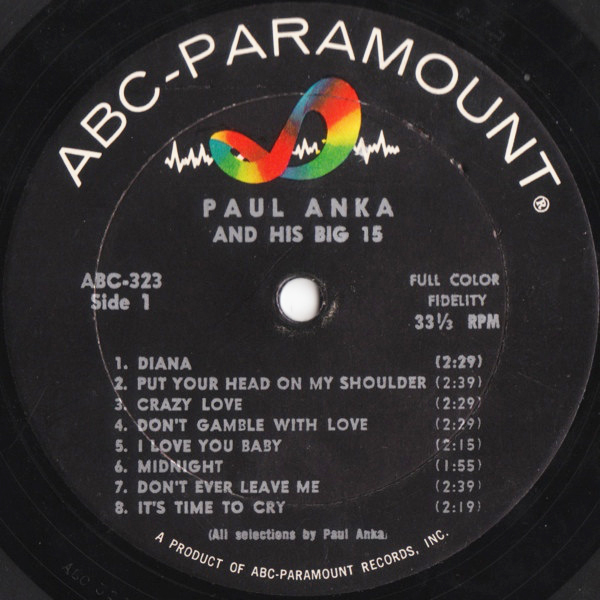 ABC-PARAMOUNT®
PAUL ANKA
AND HIS BIG 15
ABC-323
Side 1
FULL COLOR
FIDELITY
33⅓ RPM
1. DIANA (2:29)
2. PUT YOUR HEAD ON MY SHOULDER (2:39)
3. CRAZY LOVE (2:29)
4. DON'T GAMBLE WITH LOVE (2:29)
5. I LOVE YOU BABY (2:15)
6. MIDNIGHT (1:55)
7. DON'T EVER LEAVE ME (2:39)
8. IT'S TIME TO CRY (2:19)
(All selections by Paul Anka)
A PRODUCT OF ABC-PARAMOUNT RECORDS, INC.